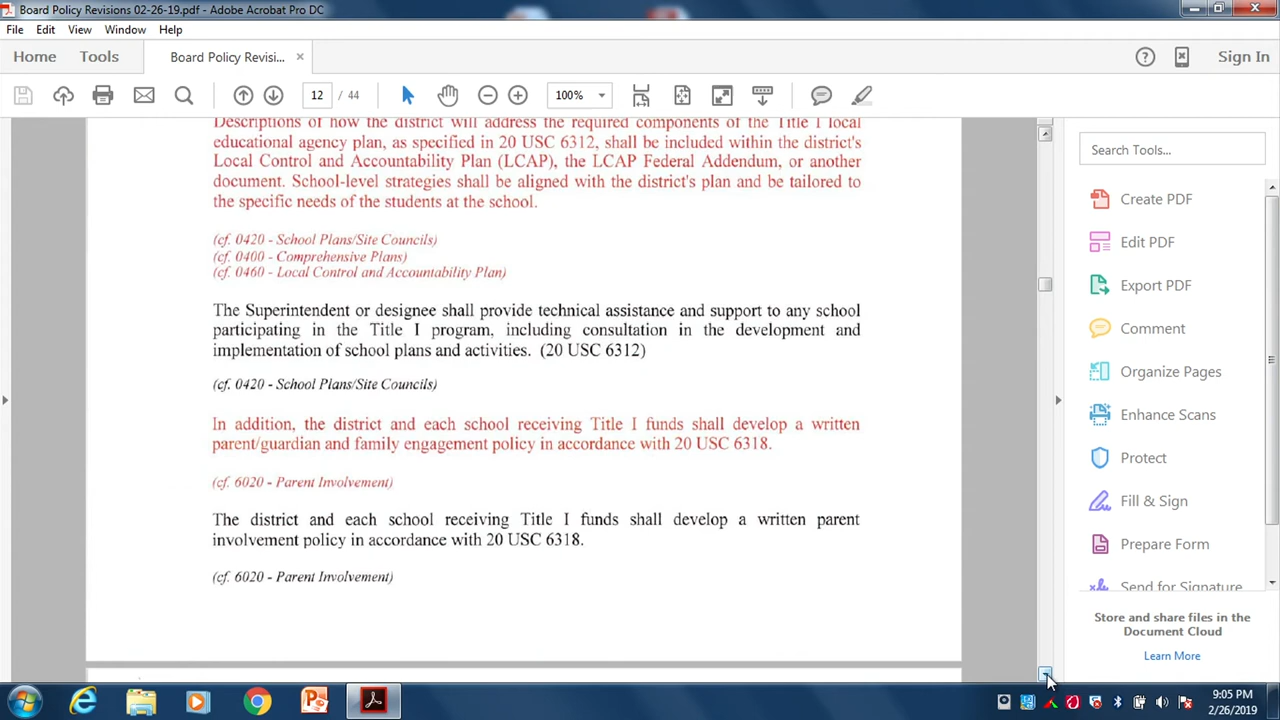 Board Policy Revisions 02-26-19.pdf - Adobe Acrobat Pro DC
File Edit View Window Help
Home Tools Board Policy Revisi... × Sign In
12 / 44 100%
Descriptions of how the district will address the required components of the Title I local
educational agency plan, as specified in 20 USC 6312, shall be included within the district's
Local Control and Accountability Plan (LCAP), the LCAP Federal Addendum, or another
document. School-level strategies shall be aligned with the district's plan and be tailored to
the specific needs of the students at the school.
(cf. 0420 - School Plans/Site Councils)
(cf. 0400 - Comprehensive Plans)
(cf. 0460 - Local Control and Accountability Plan)
The Superintendent or designee shall provide technical assistance and support to any school
participating in the Title I program, including consultation in the development and
implementation of school plans and activities. (20 USC 6312)
(cf. 0420 - School Plans/Site Councils)
In addition, the district and each school receiving Title I funds shall develop a written
parent/guardian and family engagement policy in accordance with 20 USC 6318.
(cf. 6020 - Parent Involvement)
The district and each school receiving Title I funds shall develop a written parent
involvement policy in accordance with 20 USC 6318.
(cf. 6020 - Parent Involvement)
Search Tools...
Create PDF
Edit PDF
Export PDF
Comment
Organize Pages
Enhance Scans
Protect
Fill & Sign
Prepare Form
Send for Signature
Store and share files in the
Document Cloud
Learn More
9:05 PM
2/26/2019